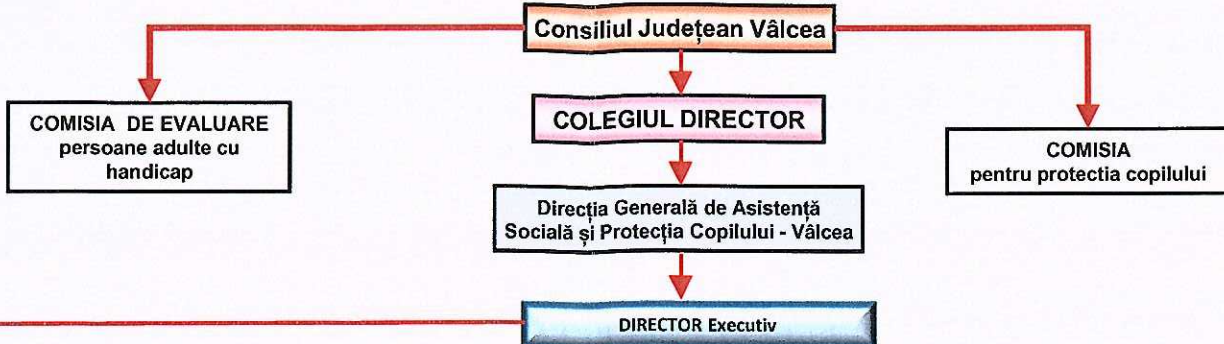 Consiliul Județean Vâlcea
COMISIA DE EVALUARE
persoane adulte cu
handicap
COLEGIUL DIRECTOR
COMISIA
pentru protectia copilului
Direcția Generală de Asistență
Socială și Protecția Copilului - Vâlcea
DIRECTOR Executiv